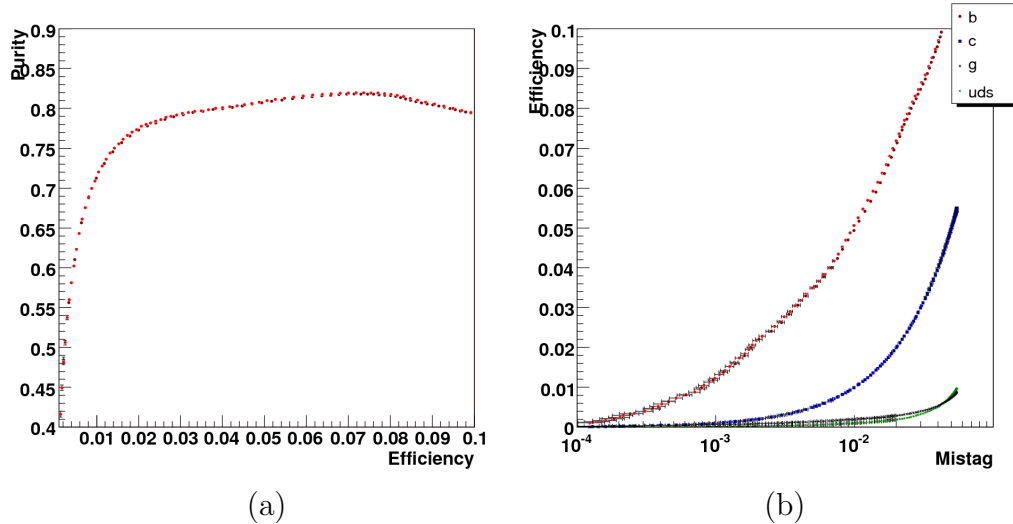 Purity
0.9
0.85
0.8
0.75
0.7
0.65
0.6
0.55
0.5
0.45
0.4
0.01 0.02 0.03 0.04 0.05 0.06 0.07 0.08 0.09 0.1
Efficiency
(a)
Efficiency
0.1
0.09
0.08
0.07
0.06
0.05
0.04
0.03
0.02
0.01
0
10⁻⁴ 10⁻³ 10⁻²
Mistag
b
c
g
uds
(b)